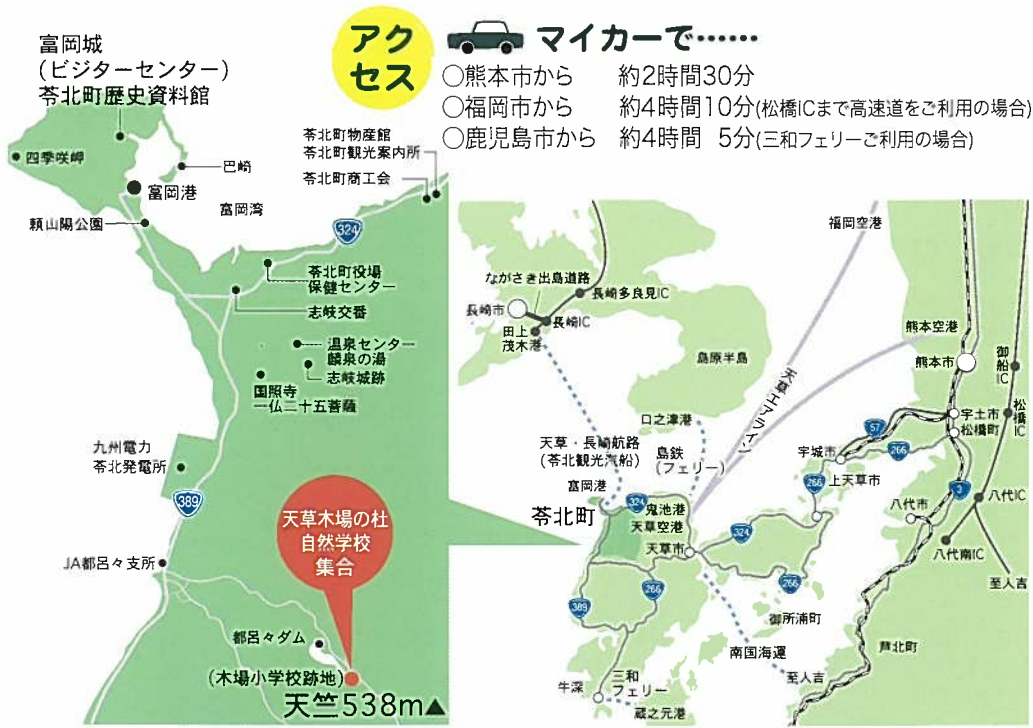 アク
セス
マイカーで……
○熊本市から 約2時間30分
○福岡市から 約4時間10分(松橋ICまで高速道をご利用の場合)
○鹿児島市から 約4時間 5分(三和フェリーご利用の場合)
富岡城
(ビジターセンター)
苓北町歴史資料館
四季咲岬
巴崎
富岡港
富岡湾
頼山陽公園
苓北町物産館
苓北町観光案内所
苓北町商工会
324
苓北町役場
保健センター
志岐交番
温泉センター
麟泉の湯
志岐城跡
国照寺
一仏二十五菩薩
九州電力
苓北発電所
389
天草木場の杜
自然学校
集合
JA都呂々支所
都呂々ダム
(木場小学校跡地)
天竺538m▲
福岡空港
ながさき出島道路
長崎多良見IC
長崎市
長崎IC
田上
茂木港
島原半島
熊本空港
熊本市
御船IC
天草エアライン
口之津港
宇土市
松橋町
松橋IC
57
266
宇城市
天草・長崎航路
(苓北観光汽船)
島鉄
(フェリー)
上天草市
266
富岡港
324
苓北町
鬼池港
天草空港
天草市
324
3
八代市
八代IC
八代南IC
至人吉
266
389
266
御所浦町
南国海運
芦北町
至人吉
牛深
三和
フェリー
蔵之元港